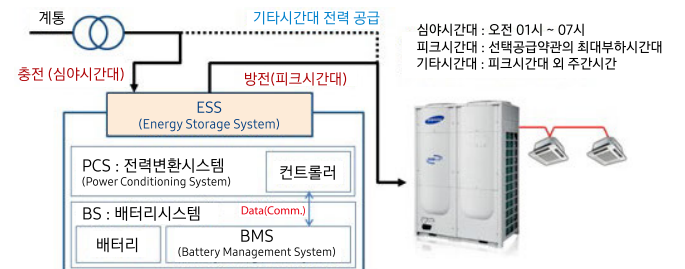 계통
기타시간대 전력 공급
심야시간대 : 오전 01시 ~ 07시
피크시간대 : 선택공급약관의 최대부하시간대
기타시간대 : 피크시간대 외 주간시간
충전 (심야시간대)
방전(피크시간대)
ESS
(Energy Storage System)
PCS : 전력변환시스템
(Power Conditioning System)
컨트롤러
BS : 배터리시스템
Data(Comm.)
배터리
BMS
(Battery Management System)